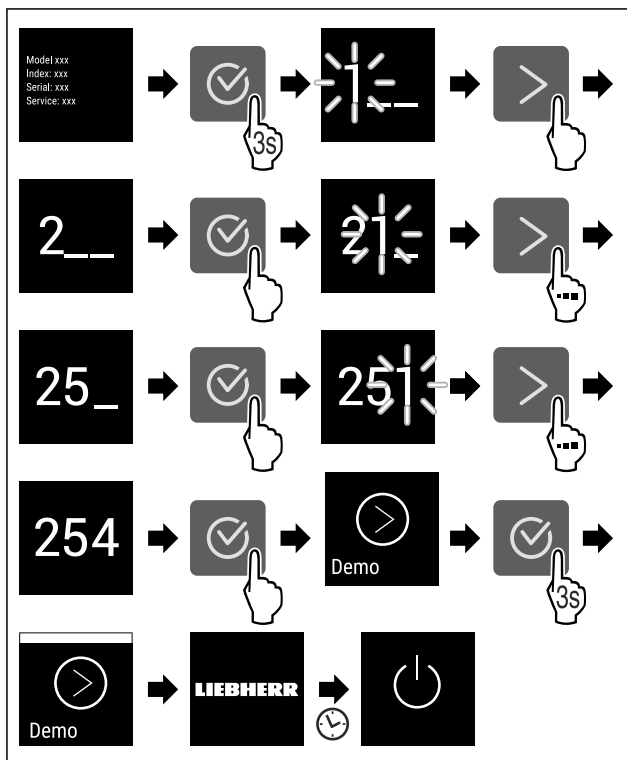 Model xxx
Index: xxx
Serial: xxx
Service: xxx
3s
1__
2__
21_
25_
251
254
Demo
3s
Demo
LIEBHERR